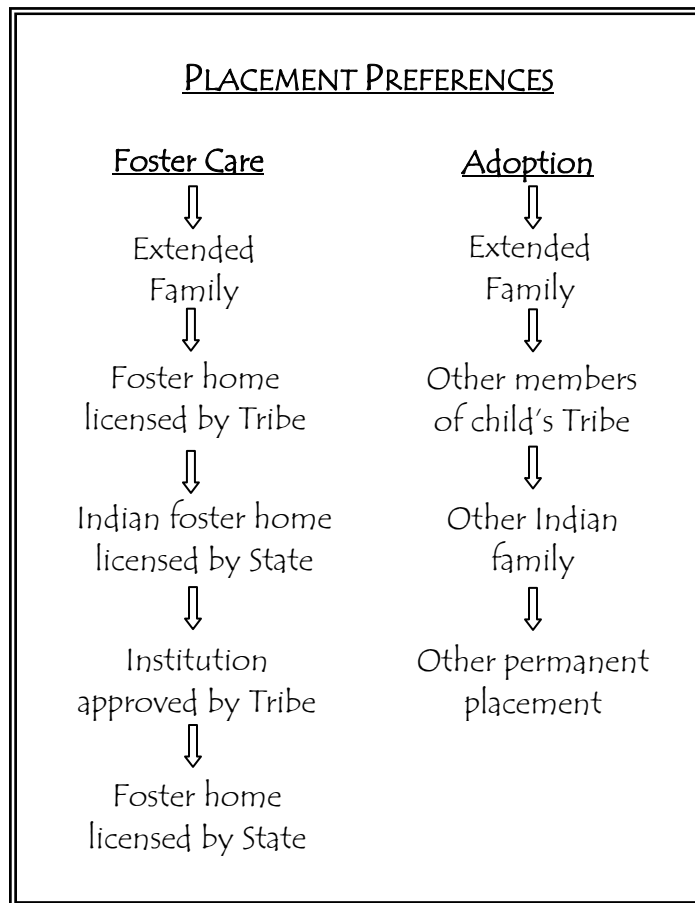 PLACEMENT PREFERENCES
Foster Care
Extended
Family
Foster home
licensed by Tribe
Indian foster home
licensed by State
Institution
approved by Tribe
Foster home
licensed by State
Adoption
Extended
Family
Other members
of child's Tribe
Other Indian
family
Other permanent
placement